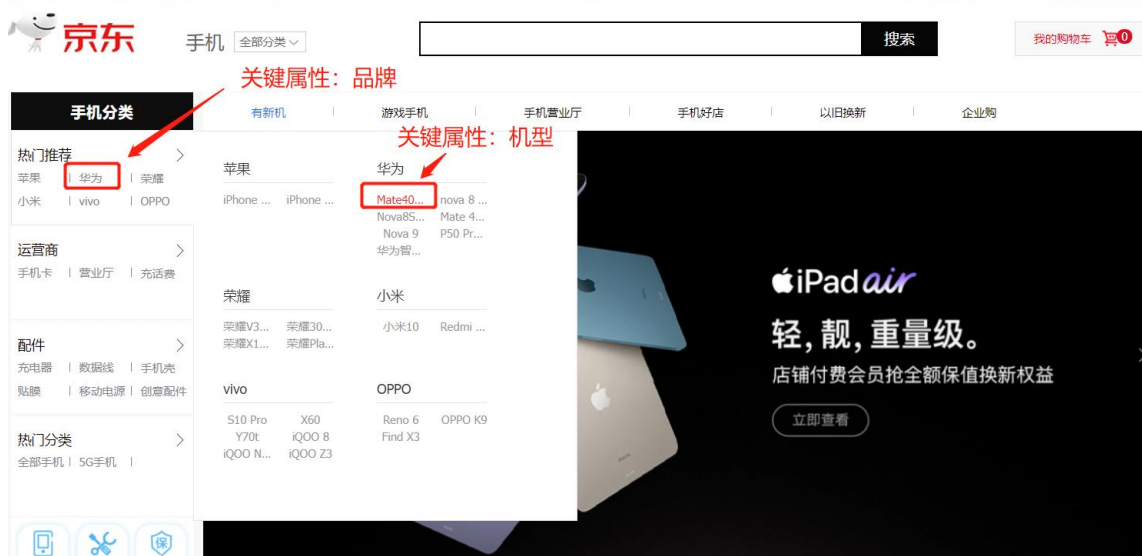 京东
手机 全部分类
搜索
我的购物车 0
关键属性：品牌
手机分类
有新机 游戏手机 手机营业厅 手机好店 以旧换新 企业购
关键属性：机型
热门推荐
苹果 华为 荣耀
小米 vivo OPPO
运营商
手机卡 营业厅 充话费
配件
充电器 数据线 手机壳
贴膜 移动电源 创意配件
热门分类
全部手机 5G手机
苹果
iPhone ... iPhone ...
华为
Mate40... nova 8 ...
Nova8S... Mate 4...
Nova 9 P50 Pr...
华为智...
荣耀
荣耀V3... 荣耀30...
荣耀X1... 荣耀Pla...
小米
小米10 Redmi ...
vivo
S10 Pro X60
Y70t iQOO 8
iQOO N... iQOO Z3
OPPO
Reno 6 OPPO K9
Find X3
iPad air
轻，靓，重量级。
店铺付费会员抢全额保值换新权益
立即查看
保